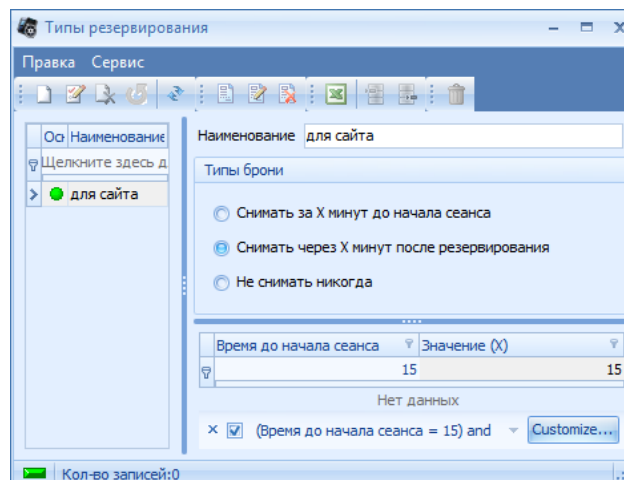 Типы резервирования
Правка Сервис
Наименование
Щелкните здесь д
для сайта
Наименование для сайта
Типы брони
Снимать за X минут до начала сеанса
Снимать через X минут после резервирования
Не снимать никогда
Время до начала сеанса Значение (X)
15 15
Нет данных
(Время до начала сеанса = 15) and Customize...
Кол-во записей:0